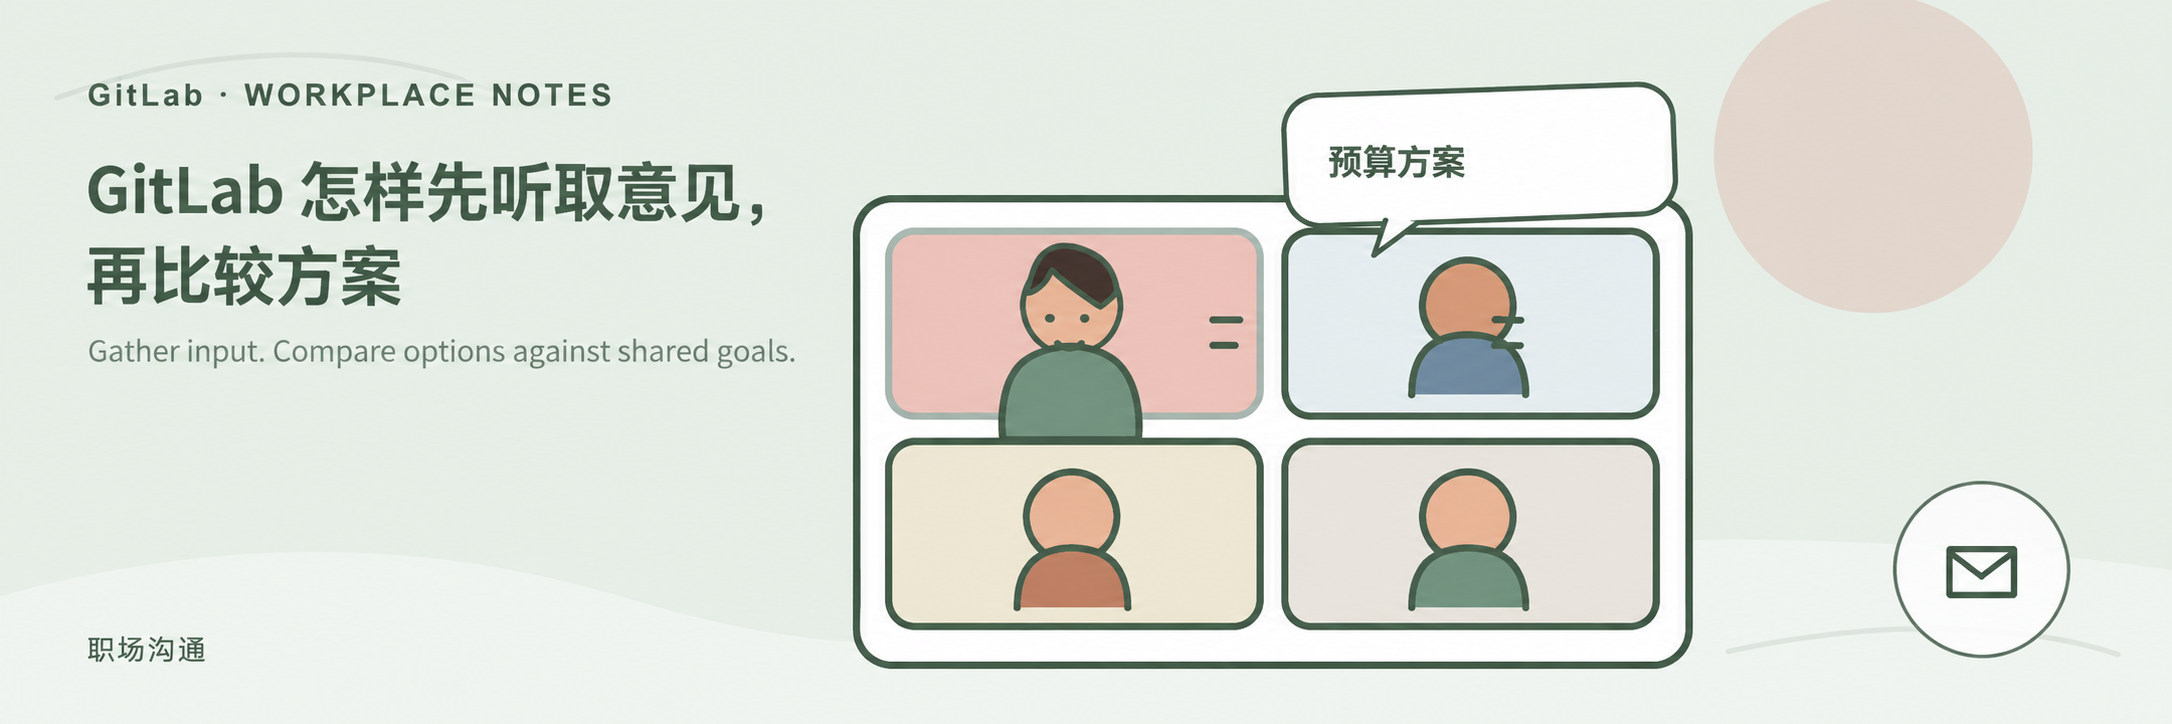 GitLab · WORKPLACE NOTES
GitLab 怎样先听取意见，
再比较方案
Gather input. Compare options against shared goals.
预算方案
职场沟通